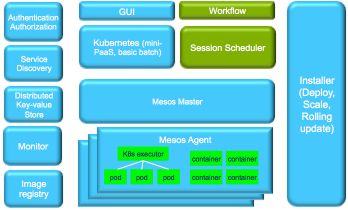 Authentication
Authorization
Service
Discovery
Distributed
Key-value
Store
Monitor
Image
registry
GUI
Workflow
Kubernetes (mini-
PaaS, basic batch)
Session Scheduler
Mesos Master
Mesos Agent
K8s executor
pod pod pod
container container
container container
Installer
(Deploy,
Scale,
Rolling
update)